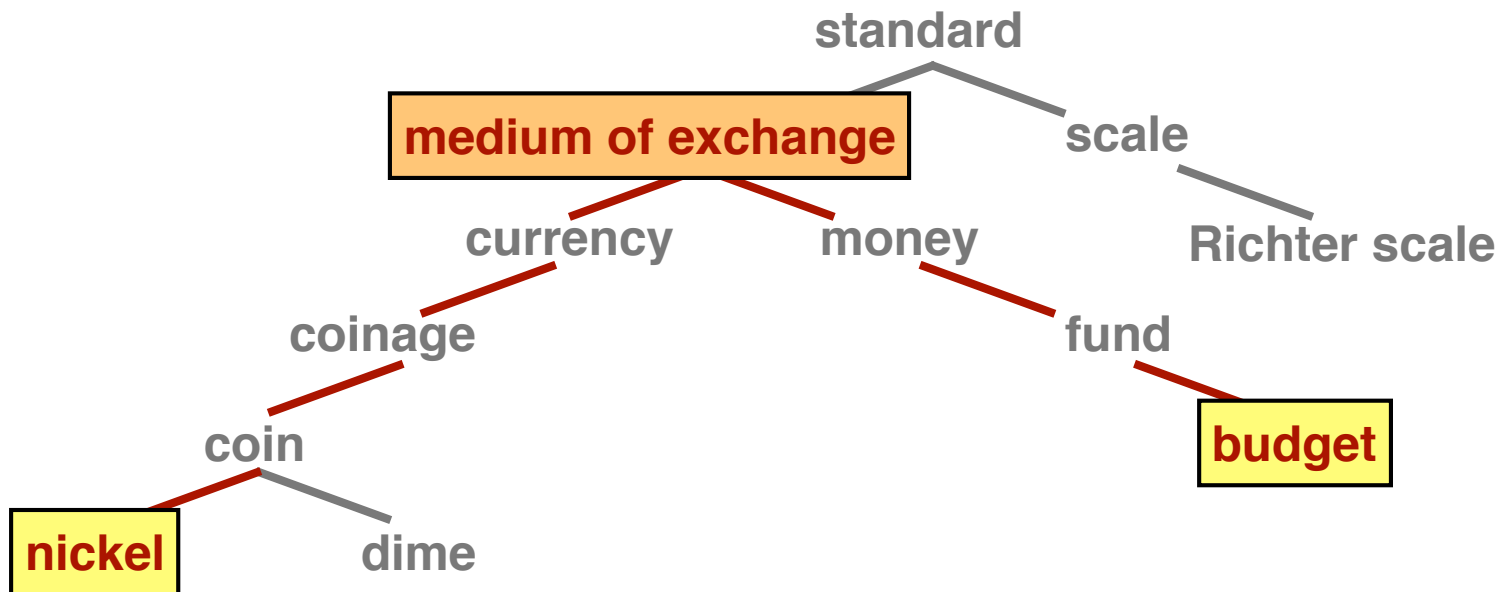 standard
medium of exchange
scale
currency
money
Richter scale
coinage
fund
coin
budget
nickel
dime